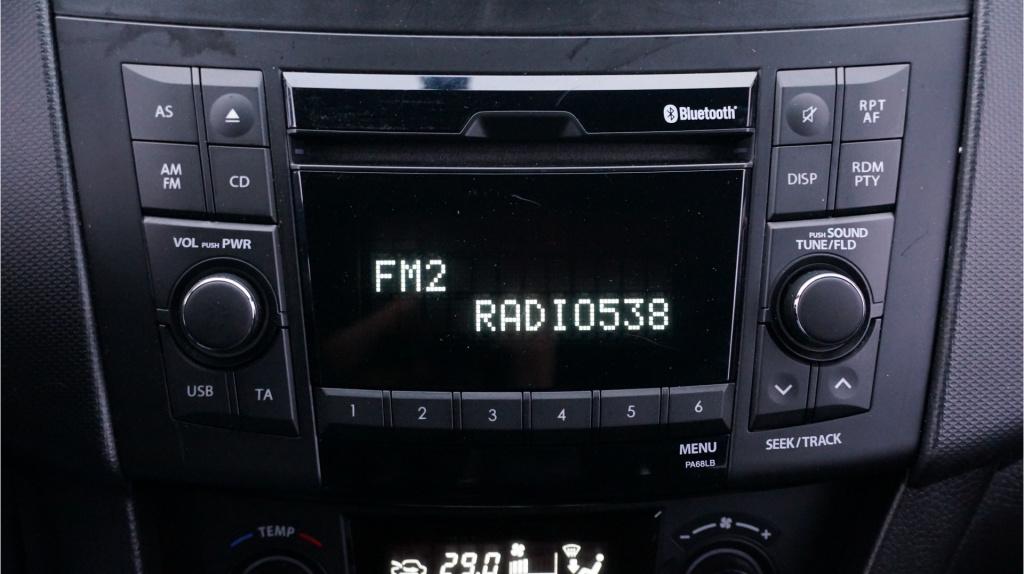 AS
Bluetooth
RPT
AF
AM
FM
CD
DISP
RDM
PTY
VOL PUSH PWR
PUSH SOUND
TUNE/FLD
FM2
RADIO538
USB
TA
1 2 3 4 5 6
MENU
PA68LB
SEEK/TRACK
TEMP
29.0
- +